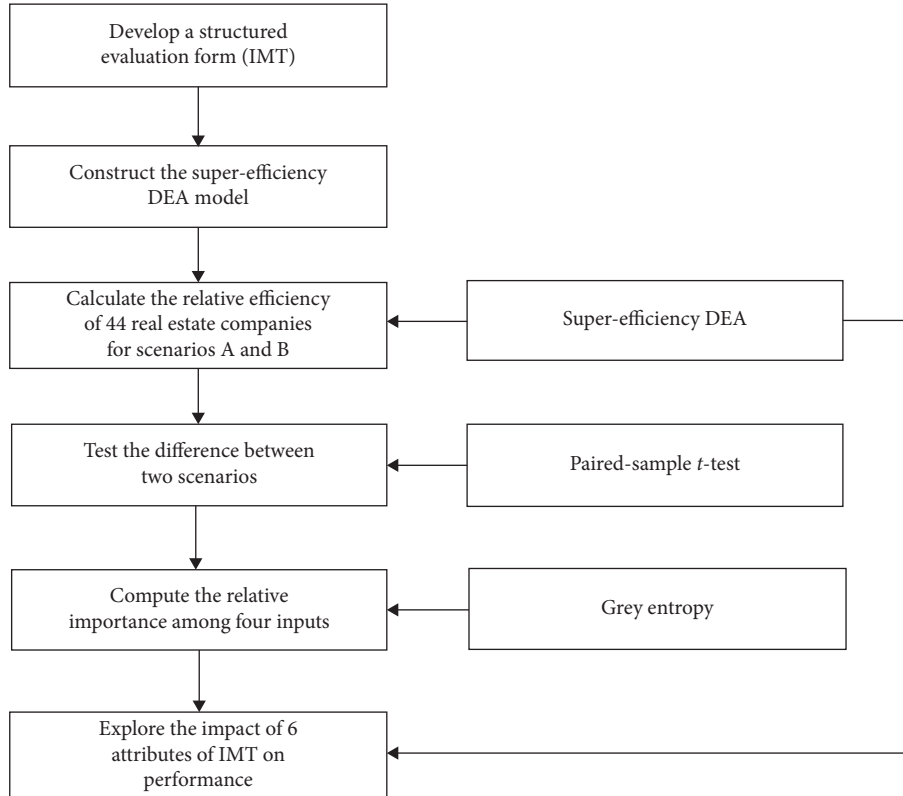 Develop a structured
evaluation form (IMT)
Construct the super-efficiency
DEA model
Calculate the relative efficiency
of 44 real estate companies
for scenarios A and B
Super-efficiency DEA
Test the difference between
two scenarios
Paired-sample t-test
Compute the relative
importance among four inputs
Grey entropy
Explore the impact of 6
attributes of IMT on
performance